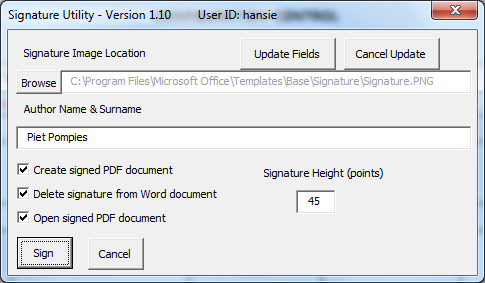 Signature Utility - Version 1.10 User ID: hansie
Signature Image Location
Update Fields
Cancel Update
Browse
C:\Program Files\Microsoft Office\Templates\Base\Signature\Signature.PNG
Author Name & Surname
Piet Pompies
Create signed PDF document
Signature Height (points)
Delete signature from Word document
45
Open signed PDF document
Sign
Cancel